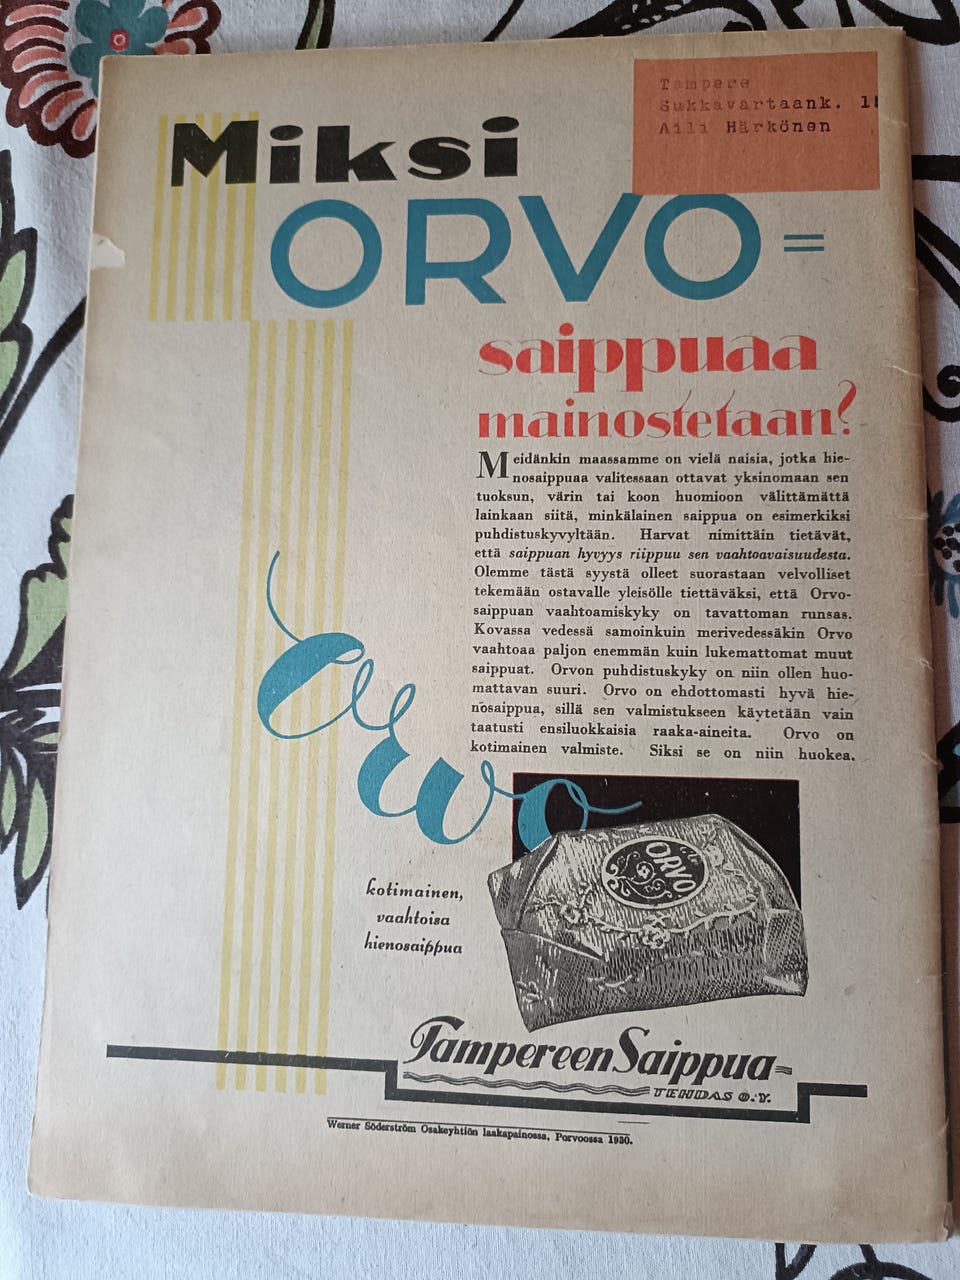 Tampere
Sukkavartaank.
Aili Härkönen
Miksi
ORVO=
saippuaa
mainostetaan?
Meidänkin maassamme on vielä naisia, jotka hie-
nosaippuaa valitessaan ottavat yksinomaan sen
tuoksun, värin tai koon huomioon välittämättä
lainkaan siitä, minkälainen saippua on esimerkiksi
puhdistuskyvyltään. Harvat nimittäin tietävät,
että saippuan hyvyys riippuu sen vaahtoavaisuudesta.
Olemme tästä syystä olleet suorastaan velvolliset
tekemään ostavalle yleisölle tiettäväksi, että Orvo-
saippuan vaahtoamiskyky on tavattoman runsas.
Kovassa vedessä samoinkuin merivedessäkin Orvo
vaahtoaa paljon enemmän kuin lukemattomat muut
saippuat. Orvon puhdistuskyky on niin ollen huo-
mattavan suuri. Orvo on ehdottomasti hyvä hie-
nosaippua, sillä sen valmistukseen käytetään vain
taatusti ensiluokkaisia raaka-aineita. Orvo on
kotimainen valmiste. Siksi se on niin huokea.
Orvo
ORVO
kotimainen,
vaahtoisa
hienosaippua
Tampereen Saippua=
TEHDAS O.Y.
Werner Söderström Osakeyhtiön laakapainossa, Porvoossa 1930.